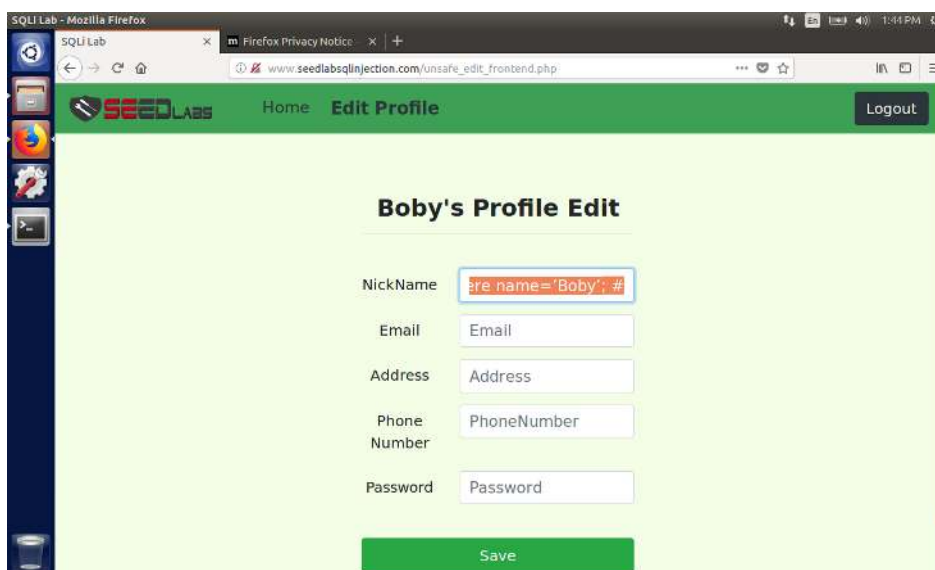 SQLi Lab - Mozilla Firefox
En 1:44 PM
SQLi Lab × m Firefox Privacy Notice × +
www.seedlabsqlinjection.com/unsafe_edit_frontend.php
SEEDLABS Home Edit Profile Logout
Boby's Profile Edit
NickName ere name='Boby'; #
Email Email
Address Address
Phone Number PhoneNumber
Password Password
Save